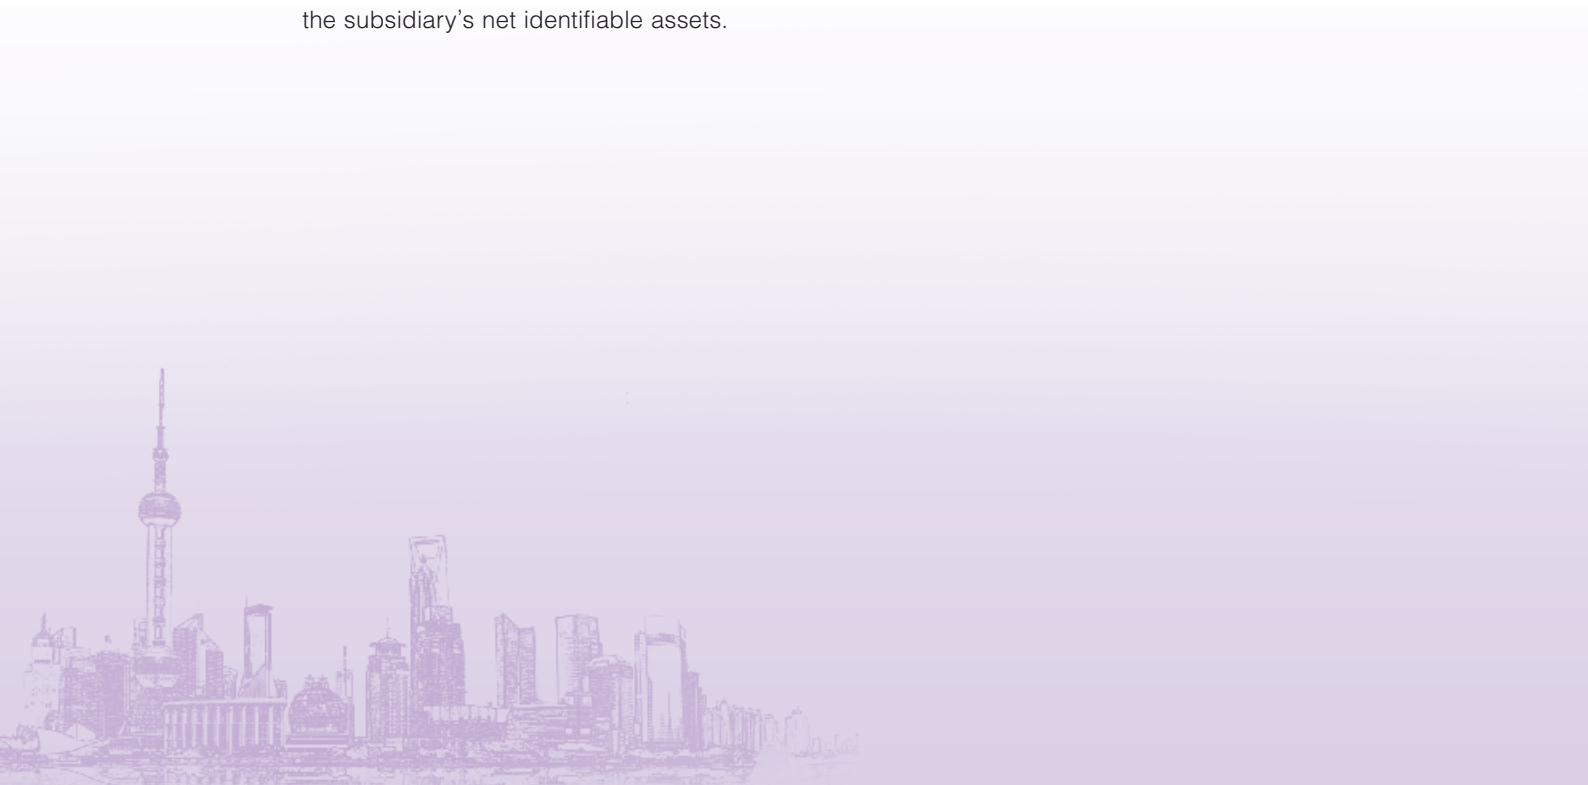 the subsidiary’s net identifiable assets.